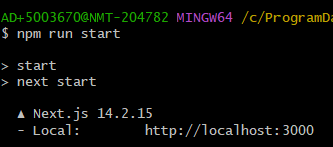 AD+5003670@NMT-204782 MINGW64 /c/ProgramDa
$ npm run start
> start
> next start
▲ Next.js 14.2.15
- Local: http://localhost:3000